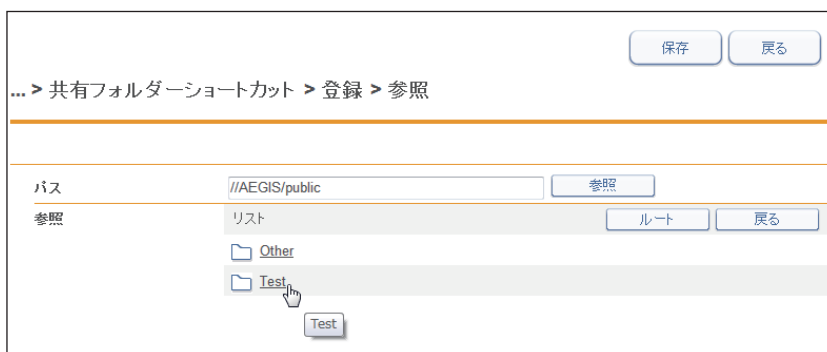 保存 戻る
... > 共有フォルダーショートカット > 登録 > 参照
パス //AEGIS/public 参照
参照 リスト ルート 戻る
Other
Test
Test